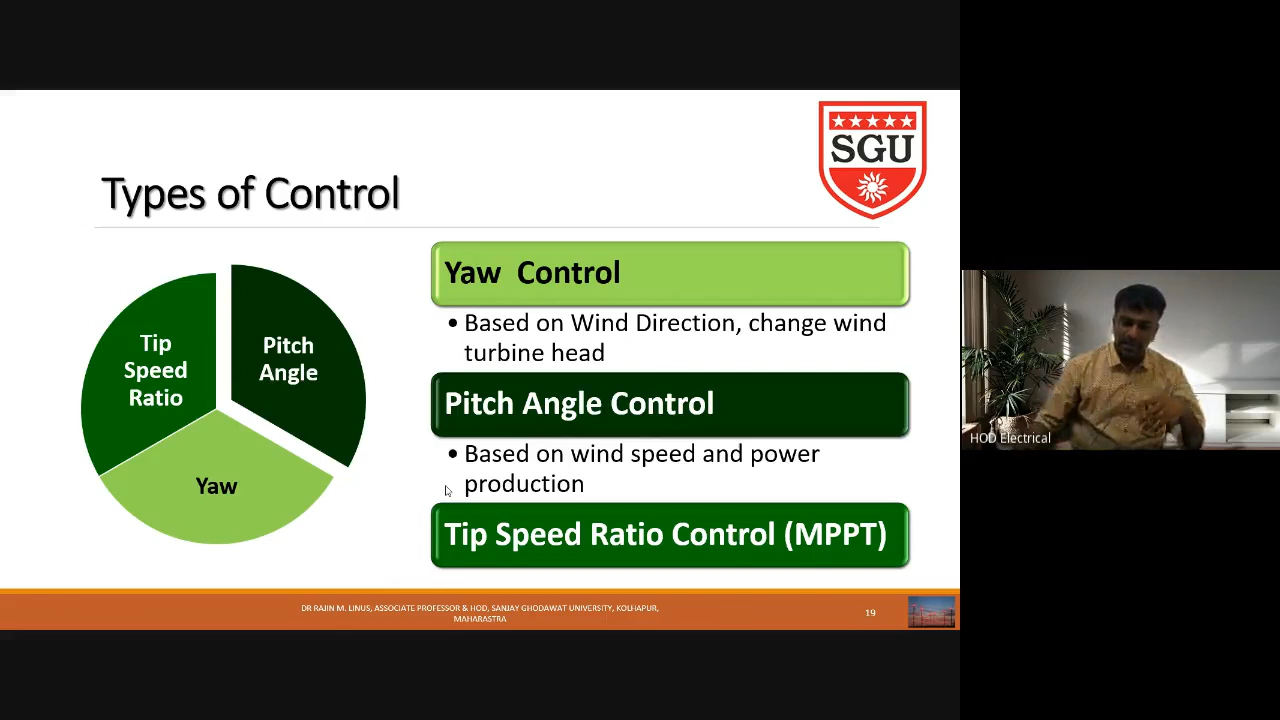 SGU
Types of Control
Tip
Speed
Ratio
Pitch
Angle
Yaw
Yaw Control
• Based on Wind Direction, change wind
turbine head
Pitch Angle Control
• Based on wind speed and power
production
Tip Speed Ratio Control (MPPT)
HOD Electrical
DR RAJIN M. LINUS, ASSOCIATE PROFESSOR & HOD, SANJAY GHODAWAT UNIVERSITY, KOLHAPUR,
MAHARASTRA
19